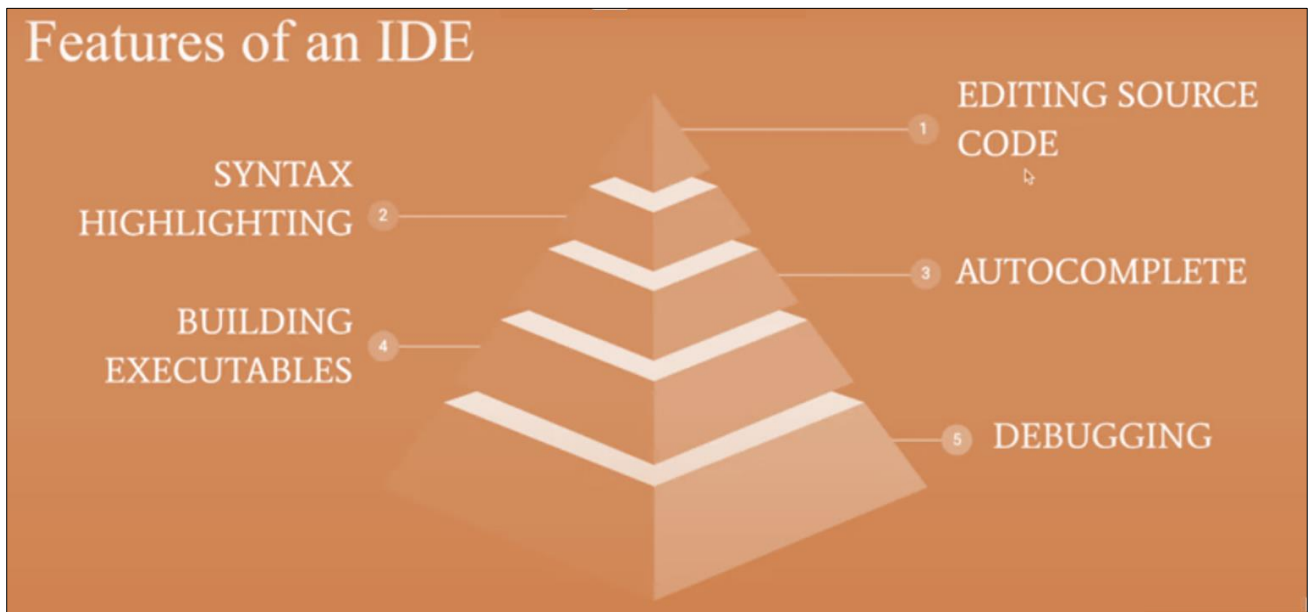 Features of an IDE
1
EDITING SOURCE
CODE
SYNTAX
HIGHLIGHTING
2
3
AUTOCOMPLETE
BUILDING
EXECUTABLES
4
5
DEBUGGING